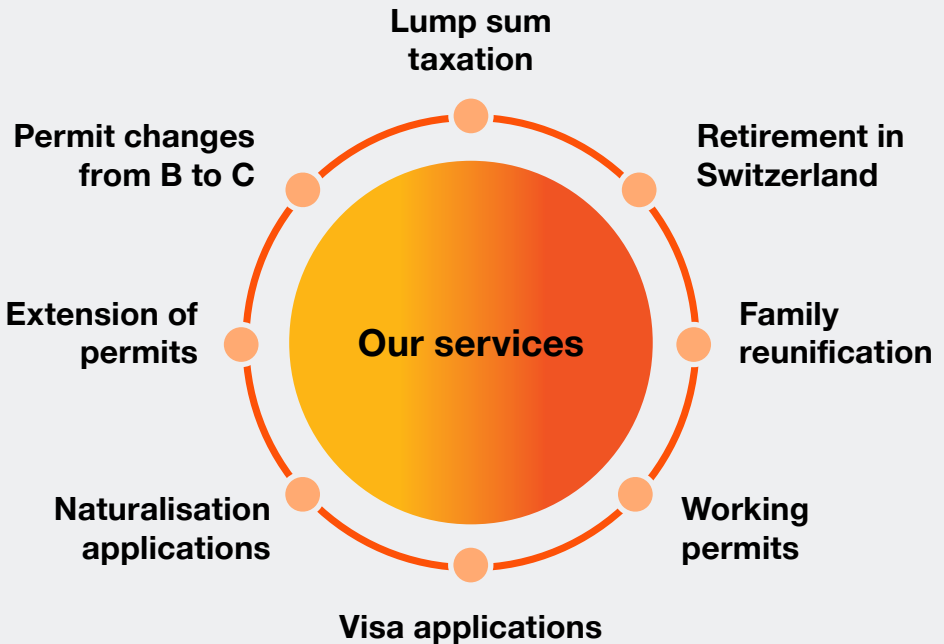 Lump sum
taxation
Permit changes
from B to C
Retirement in
Switzerland
Extension of
permits
Our services
Family
reunification
Naturalisation
applications
Working
permits
Visa applications